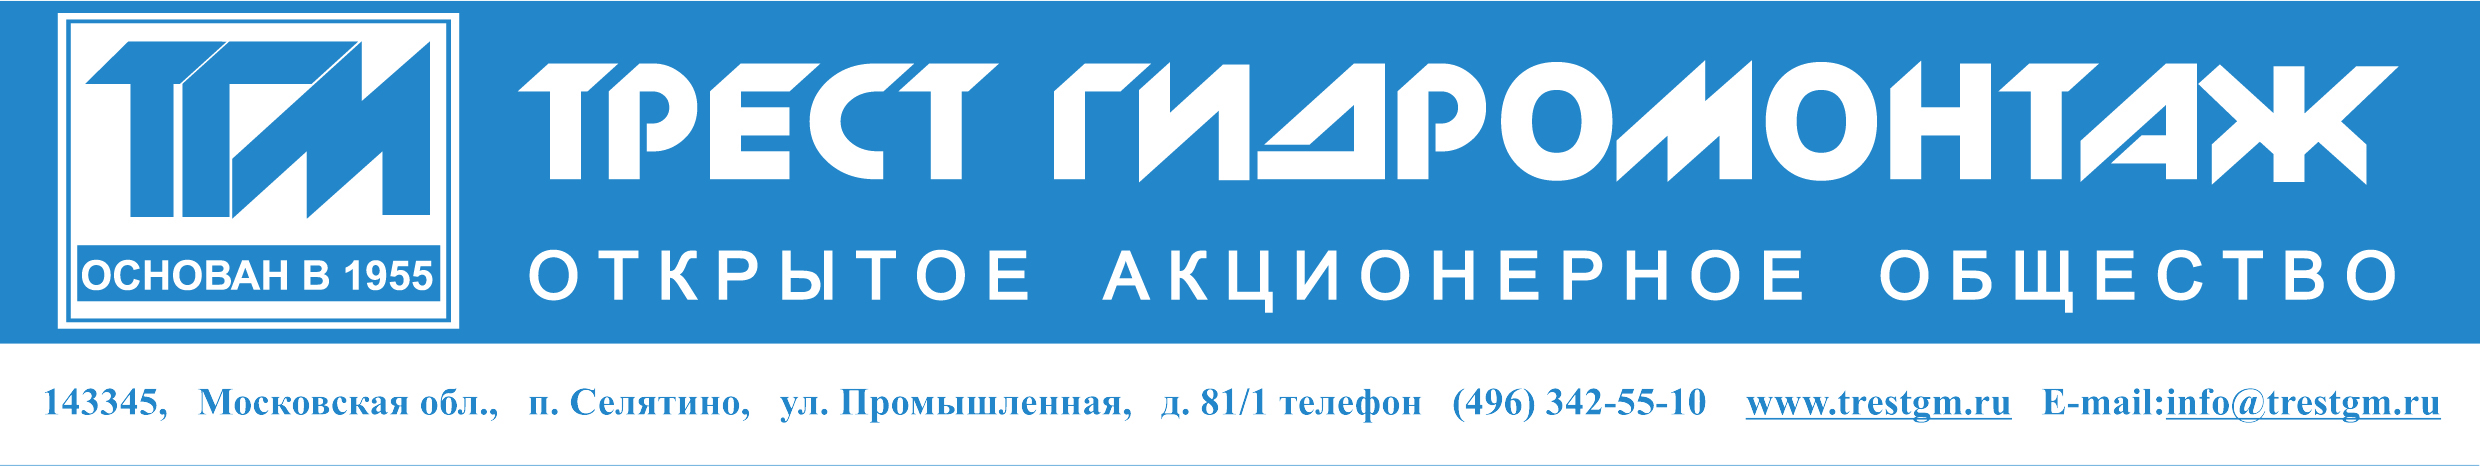 ТГМ
ОСНОВАН В 1955
ТРЕСТ ГИДРОМОНТАЖ
ОТКРЫТОЕ АКЦИОНЕРНОЕ ОБЩЕСТВО
143345, Московская обл., п. Селятино, ул. Промышленная, д. 81/1 телефон (496) 342-55-10 www.trestgm.ru E-mail:info@trestgm.ru